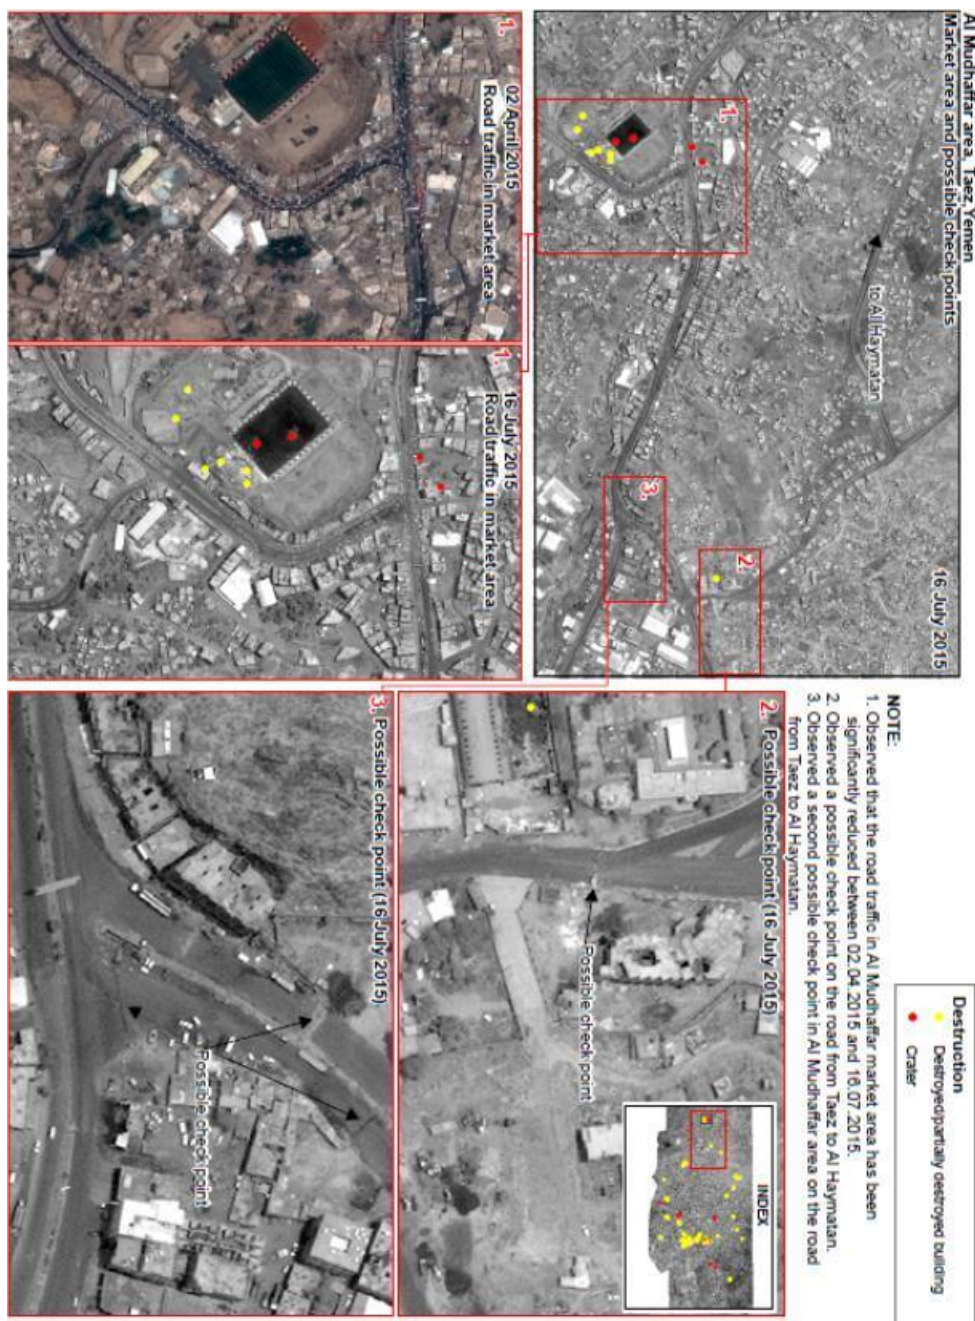 Al Mudhaffar area, Taez, Yemen
Market area and possible check points
16 July 2015
to Al Haymatan
1.
2.
3.
1.
02 April 2015
Road traffic in market area
1.
16 July 2015
Road traffic in market area
Destruction
Destroyed/partially destroyed building
Crater
NOTE:
1. Observed that the road traffic in Al Mudhaffar market area has been
significantly reduced between 02.04.2015 and 16.07.2015.
2. Observed a possible check point on the road from Taez to Al Haymatan.
3. Observed a second possible check point in Al Mudhaffar area on the road
from Taez to Al Haymatan.
2. Possible check point (16 July 2015)
Possible check point
INDEX
3. Possible check point (16 July 2015)
Possible check point